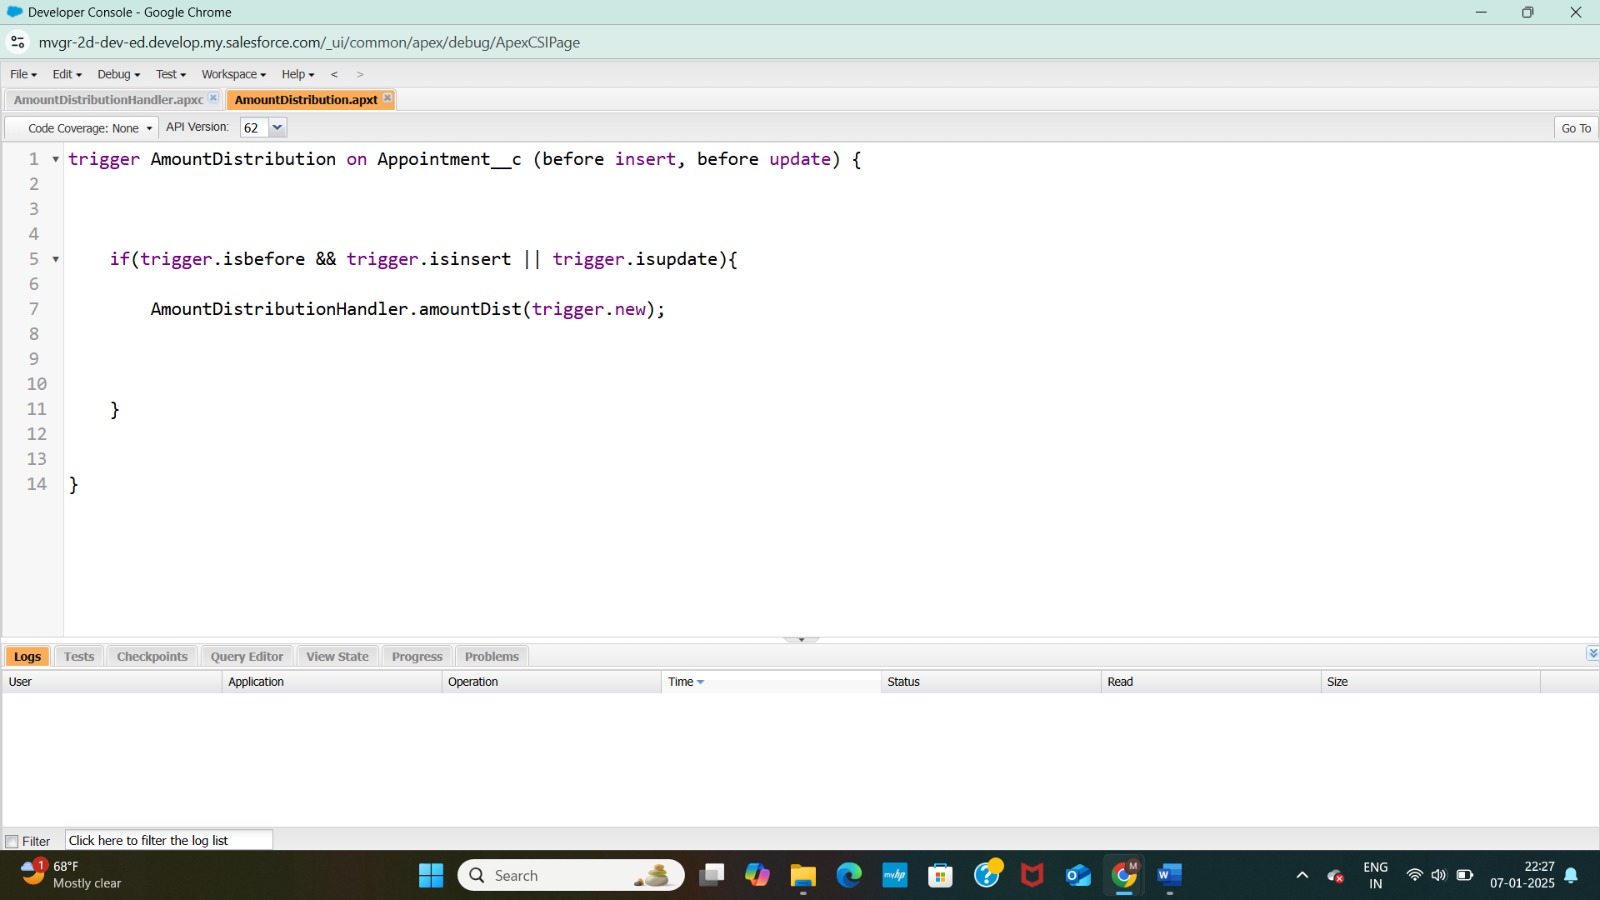 Developer Console - Google Chrome
mvgr-2d-dev-ed.develop.my.salesforce.com/_ui/common/apex/debug/ApexCSIPage
File Edit Debug Test Workspace Help < >
AmountDistributionHandler.apxc AmountDistribution.apxt
Code Coverage: None API Version: 62 Go To
1 trigger AmountDistribution on Appointment__c (before insert, before update) {
2
3
4
5 if(trigger.isbefore && trigger.isinsert || trigger.isupdate){
6
7 AmountDistributionHandler.amountDist(trigger.new);
8
9
10
11 }
12
13
14 }
Logs Tests Checkpoints Query Editor View State Progress Problems
User Application Operation Time Status Read Size
Filter Click here to filter the log list
1 68°F
Mostly clear
Search
myhp
M
ENG
IN
22:27
07-01-2025